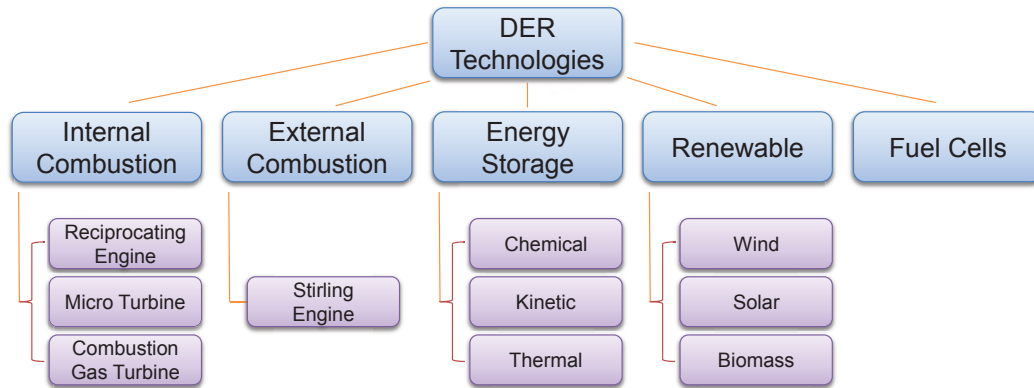 DER
Technologies
Internal
Combustion
External
Combustion
Energy
Storage
Renewable
Fuel Cells
Reciprocating
Engine
Micro Turbine
Combustion
Gas Turbine
Stirling
Engine
Chemical
Kinetic
Thermal
Wind
Solar
Biomass